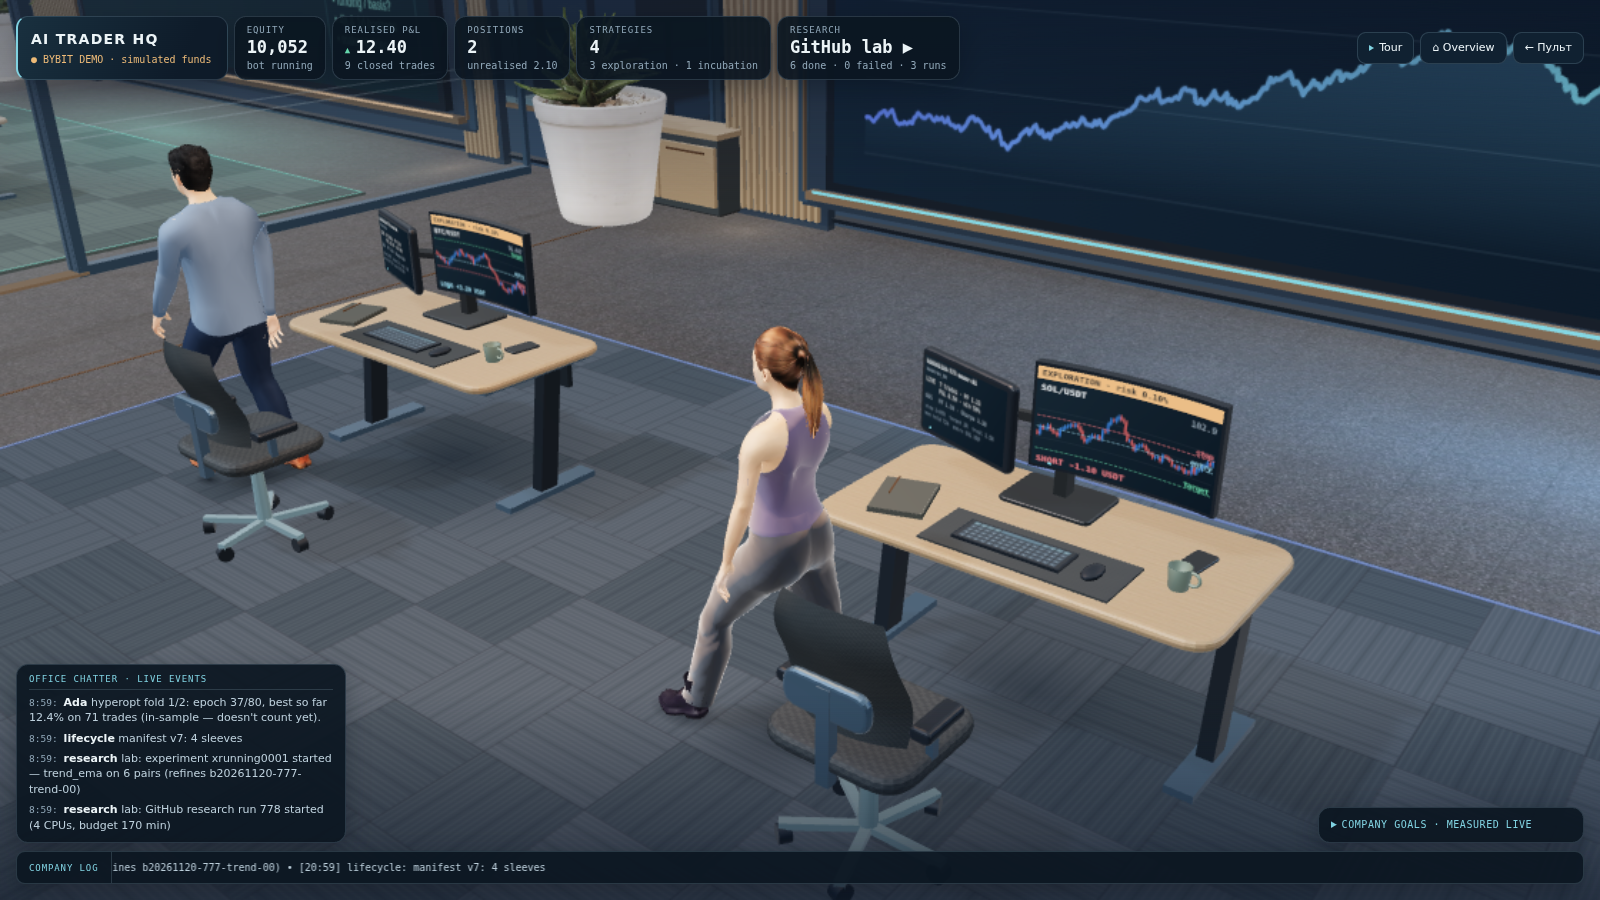 AI TRADER HQ
● BYBIT DEMO · simulated funds
EQUITY
10,052
bot running
REALISED P&L
▲ 12.40
9 closed trades
POSITIONS
2
unrealised 2.10
STRATEGIES
4
3 exploration · 1 incubation
RESEARCH
GitHub lab ▶
6 done · 0 failed · 3 runs
▶ Tour
⌂ Overview
← Пульт
EXPLORATION · risk 0.10%
SOL/USDT
102.9
SHORT -1.30 USDT
Target
OFFICE CHATTER · LIVE EVENTS
8:59: Ada hyperopt fold 1/2: epoch 37/80, best so far
12.4% on 71 trades (in-sample — doesn't count yet).
8:59: lifecycle manifest v7: 4 sleeves
8:59: research lab: experiment xrunning0001 started
— trend_ema on 6 pairs (refines b20261120-777-
trend-00)
8:59: research lab: GitHub research run 778 started
(4 CPUs, budget 170 min)
▶ COMPANY GOALS · MEASURED LIVE
COMPANY LOG
ines b20261120-777-trend-00) • [20:59] lifecycle: manifest v7: 4 sleeves